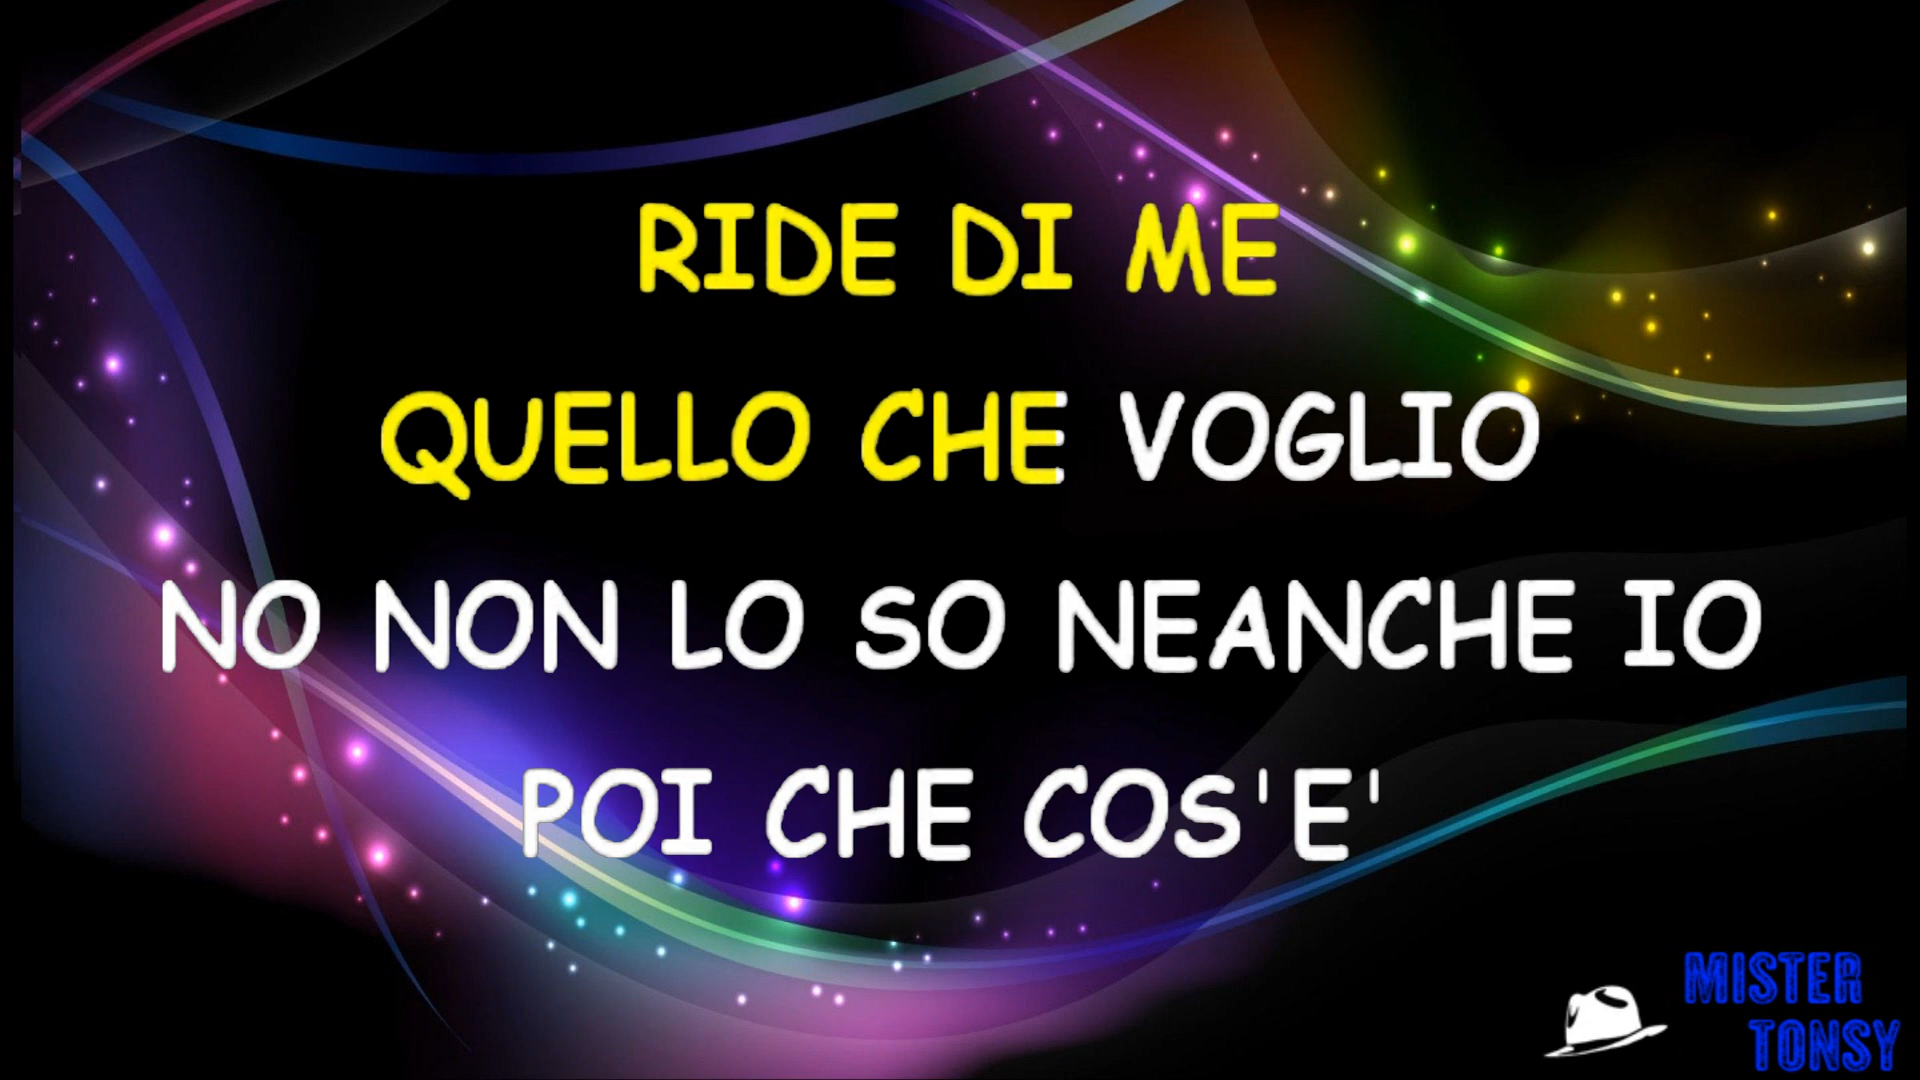 RIDE DI ME
QUELLO CHE VOGLIO
NO NON LO SO NEANCHE IO
POI CHE COS'E'
MISTER
TONSY